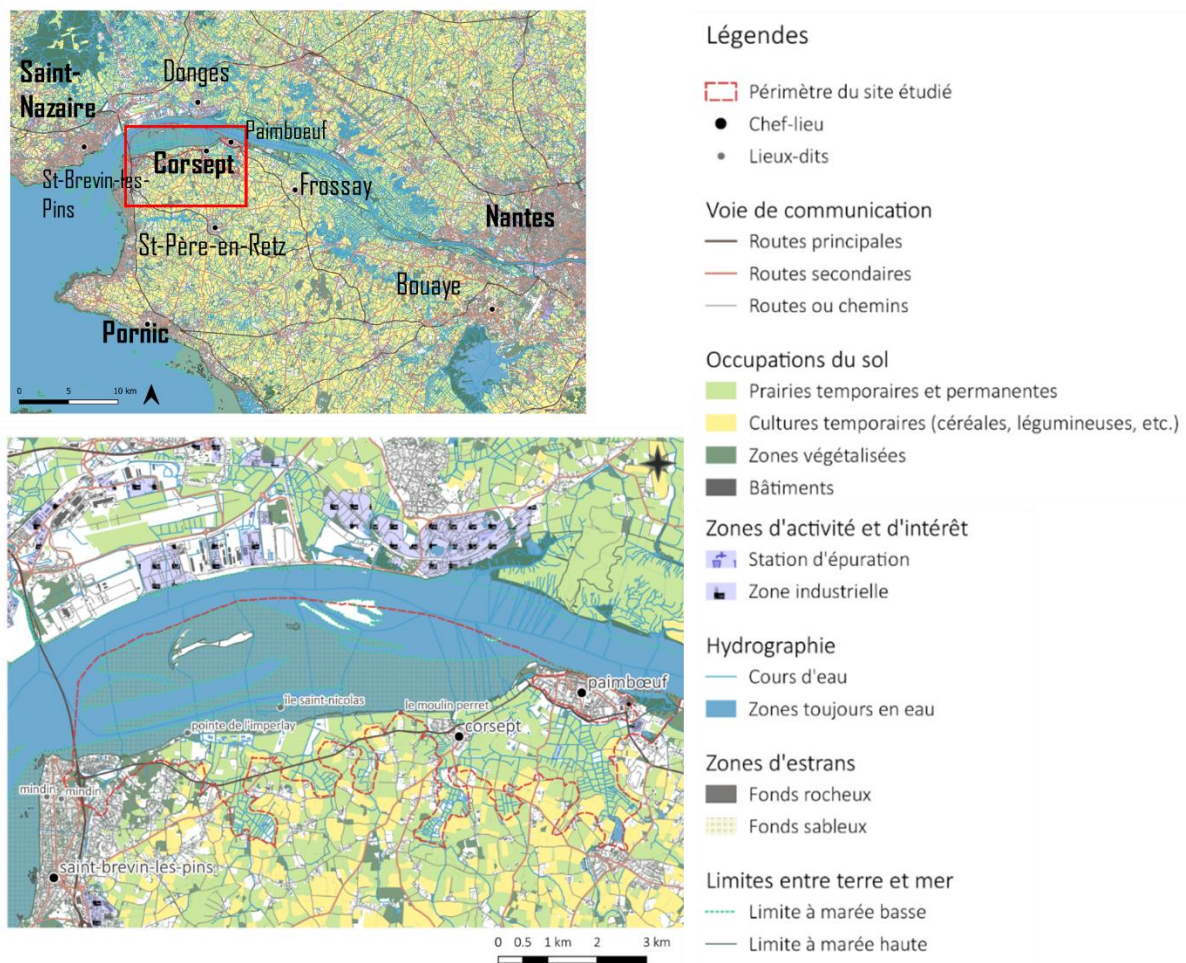 Saint-
Nazaire
Donges
Paimboeuf
Corsept
St-Brevin-les-
Pins
Frossay
Nantes
St-Père-en-Retz
Bouaye
Pornic
0 5 10 km
paimbœuf
île saint-nicolas
le moulin perret
pointe de l'imperlay
corsept
mindin
mindin
saint-brevin-les-pins
0 0.5 1 km 2 3 km
Légendes
Périmètre du site étudié
Chef-lieu
Lieux-dits
Voie de communication
Routes principales
Routes secondaires
Routes ou chemins
Occupations du sol
Prairies temporaires et permanentes
Cultures temporaires (céréales, légumineuses, etc.)
Zones végétalisées
Bâtiments
Zones d'activité et d'intérêt
Station d'épuration
Zone industrielle
Hydrographie
Cours d'eau
Zones toujours en eau
Zones d'estrans
Fonds rocheux
Fonds sableux
Limites entre terre et mer
Limite à marée basse
Limite à marée haute